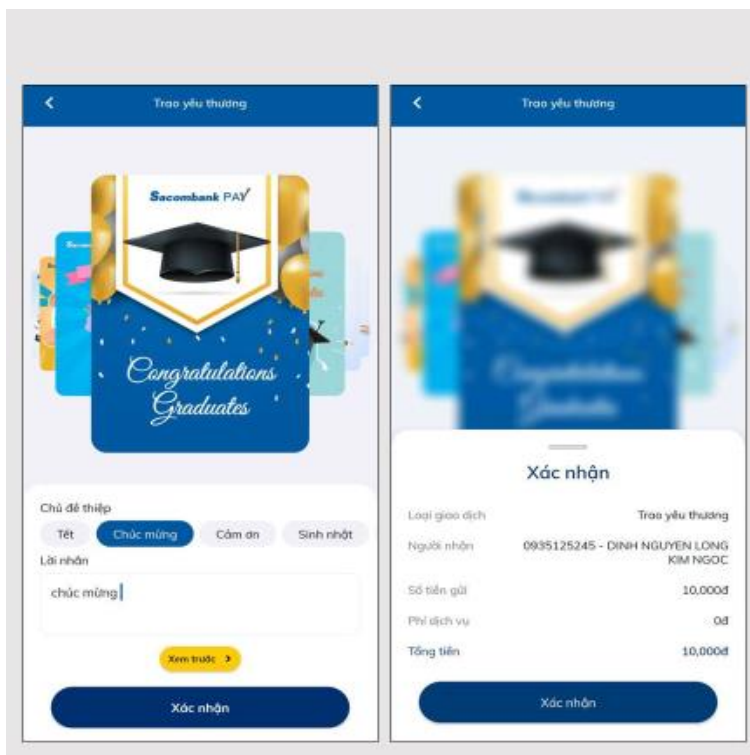 Trao yêu thương
Sacombank PAY
Congratulations
Graduates
Chủ đề thiệp
Tết
Chúc mừng
Cảm ơn
Sinh nhật
Lời nhắn
chúc mừng
Xem trước
Xác nhận
Trao yêu thương
Xác nhận
Loại giao dịch
Trao yêu thương
Người nhận
0935125245 - DINH NGUYEN LONG
KIM NGOC
Số tiền gửi
10,000đ
Phí dịch vụ
0đ
Tổng tiền
10,000đ
Xác nhận